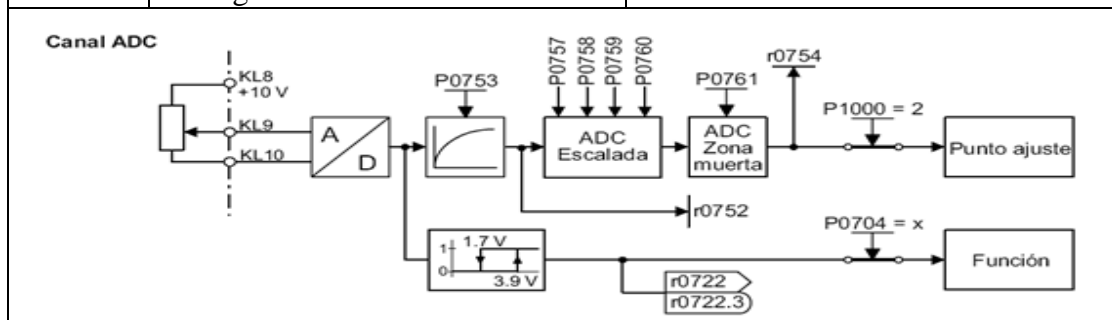 Canal ADC
KL8
+10 V
KL9
KL10
A
D
P0753
P0757
P0758
P0759
P0760
ADC
Escalada
P0761
ADC
Zona
muerta
r0754
P1000 = 2
Punto ajuste
r0752
1
0
1.7 V
3.9 V
P0704 = x
Función
r0722
r0722.3